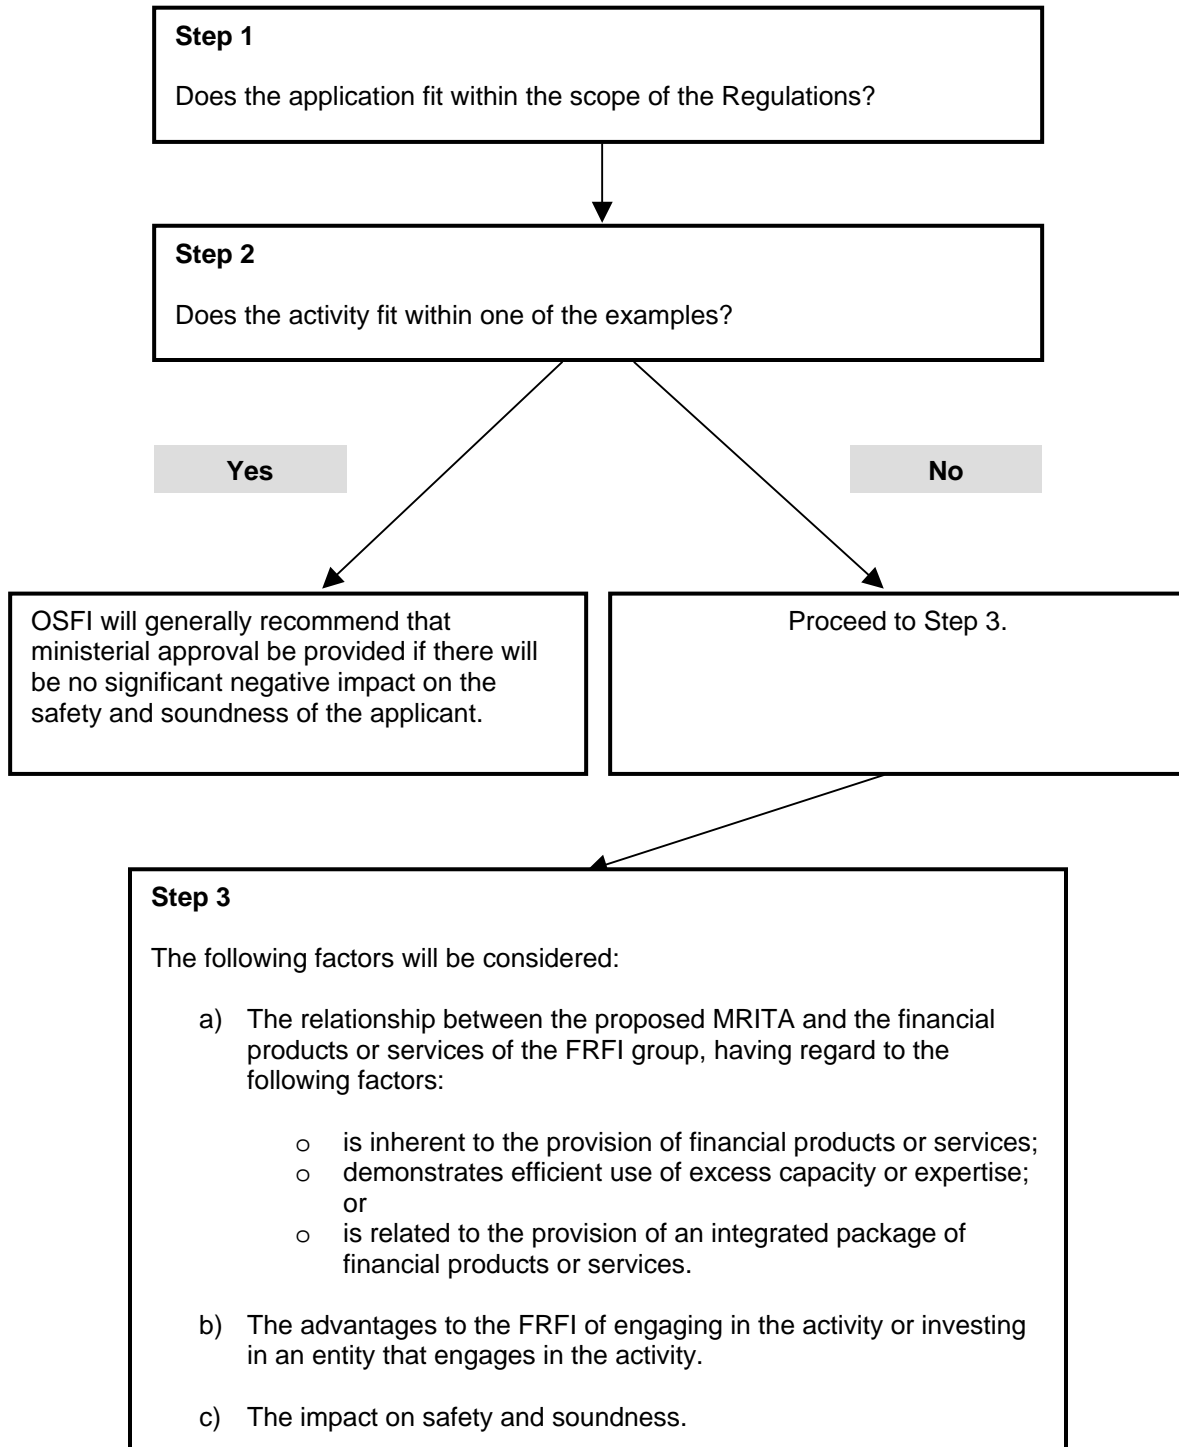 Step 1
Does the application fit within the scope of the Regulations?
Step 2
Does the activity fit within one of the examples?
Yes
No
OSFI will generally recommend that
ministerial approval be provided if there will
be no significant negative impact on the
safety and soundness of the applicant.
Proceed to Step 3.
Step 3
The following factors will be considered:
a) The relationship between the proposed MRITA and the financial
products or services of the FRFI group, having regard to the
following factors:
o is inherent to the provision of financial products or services;
o demonstrates efficient use of excess capacity or expertise;
or
o is related to the provision of an integrated package of
financial products or services.
b) The advantages to the FRFI of engaging in the activity or investing
in an entity that engages in the activity.
c) The impact on safety and soundness.